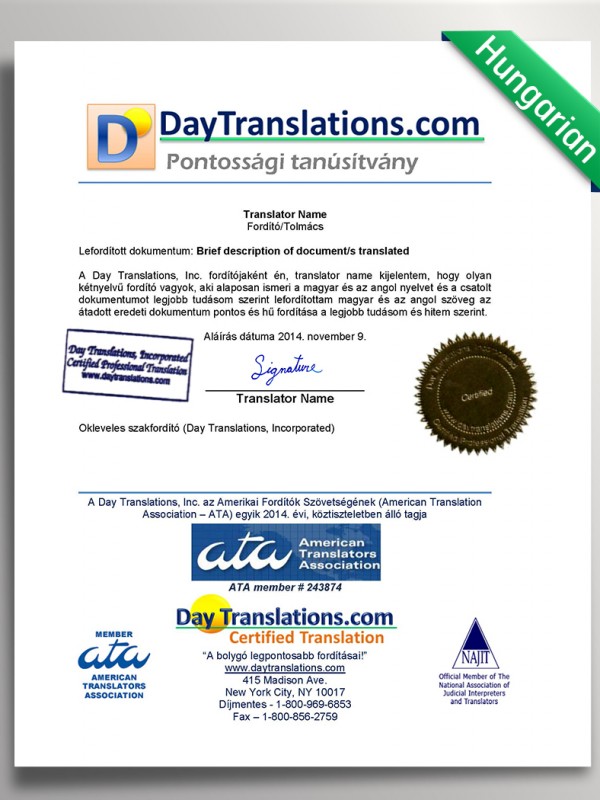 Hungarian
D
DayTranslations.com
Pontossági tanúsítvány
Translator Name
Fordító/Tolmács
Lefordított dokumentum: Brief description of document/s translated
A Day Translations, Inc. fordítójaként én, translator name kijelentem, hogy olyan
kétnyelvű fordító vagyok, aki alaposan ismeri a magyar és az angol nyelvet és a csatolt
dokumentumot legjobb tudásom szerint lefordítottam magyar és az angol szöveg az
átadott eredeti dokumentum pontos és hű fordítása a legjobb tudásom és hitem szerint.
Aláírás dátuma 2014. november 9.
Day Translations, Incorporated
Certified Professional Translation
www.daytranslations.com
Signature
Translator Name
Certified
www.daytranslations.com
Okleveles szakfordító (Day Translations, Incorporated)
A Day Translations, Inc. az Amerikai Fordítók Szövetségének (American Translation
Association – ATA) egyik 2014. évi, köztiszteletben álló tagja
ata American
Translators
Association
ATA member # 243874
Day Translations.com
Certified Translation
MEMBER
ata
AMERICAN
TRANSLATORS
ASSOCIATION
“A bolygó legpontosabb fordításai!”
www.daytranslations.com
415 Madison Ave.
New York City, NY 10017
Díjmentes - 1-800-969-6853
Fax – 1-800-856-2759
NAJIT
Official Member of The
National Association of
Judicial Interpreters
and Translators